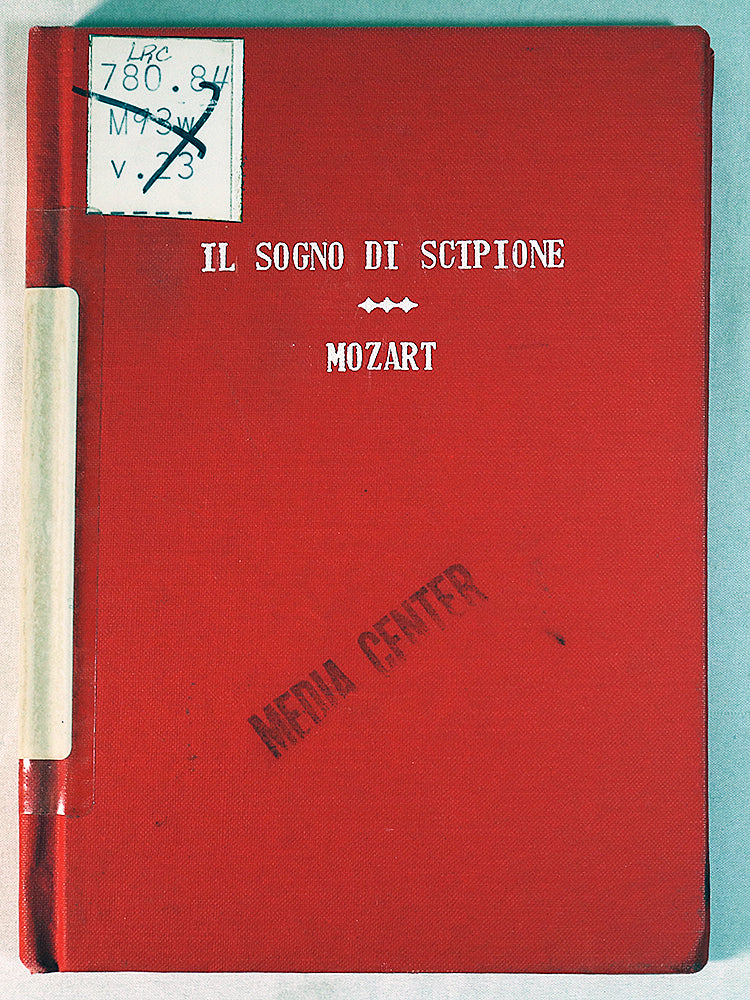 LRC
780.84
M93w
v.23
IL SOGNO DI SCIPIONE
MOZART
MEDIA CENTER